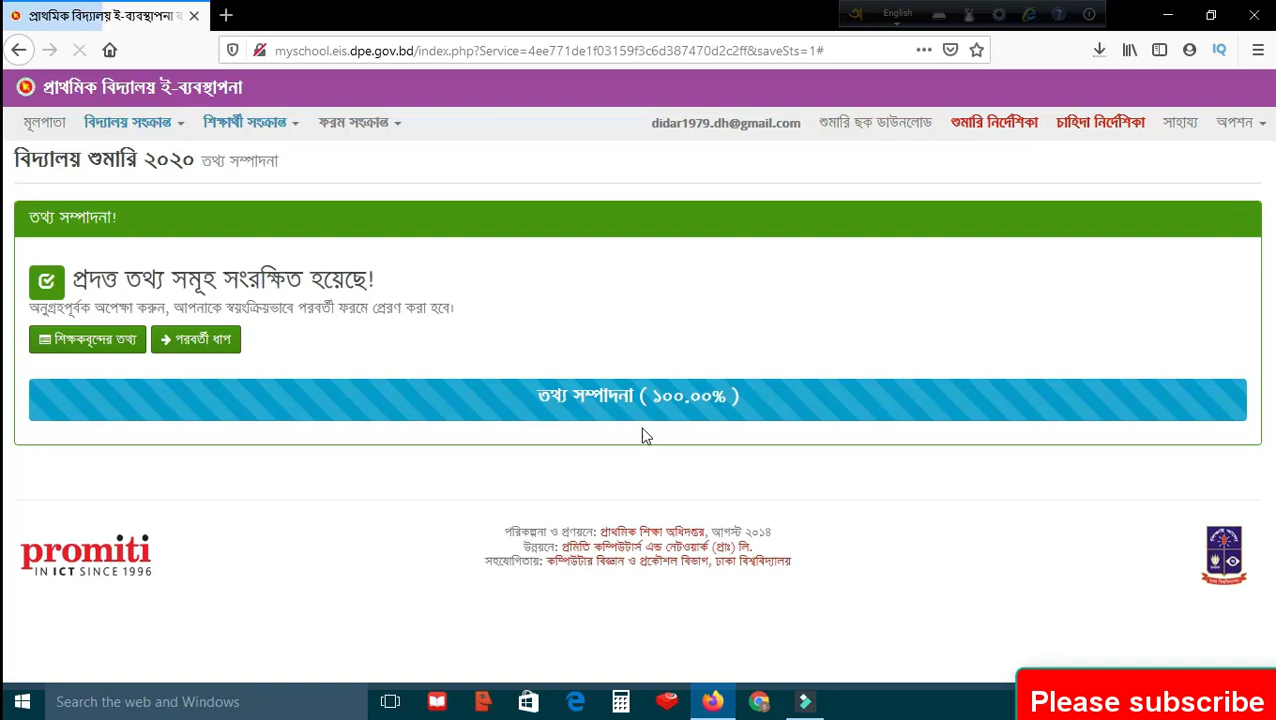 প্রাথমিক বিদ্যালয় ই-ব্যবস্থাপনা ব
English
myschool.eis.dpe.gov.bd/index.php?Service=4ee771de1f03159f3c6d387470d2c2ff&saveSts=1#
প্রাথমিক বিদ্যালয় ই-ব্যবস্থাপনা
মূলপাতা বিদ্যালয় সংক্রান্ত শিক্ষার্থী সংক্রান্ত ফরম সংক্রান্ত didar1979.dh@gmail.com শুমারি ছক ডাউনলোড শুমারি নির্দেশিকা চাহিদা নির্দেশিকা সাহায্য অপশন
বিদ্যালয় শুমারি ২০২০ তথ্য সম্পাদনা
তথ্য সম্পাদনা!
প্রদত্ত তথ্য সমূহ সংরক্ষিত হয়েছে!
অনুগ্রহপূর্বক অপেক্ষা করুন, আপনাকে স্বয়ংক্রিয়ভাবে পরবর্তী ফরমে প্রেরণ করা হবে।
শিক্ষকবৃন্দের তথ্য পরবর্তী ধাপ
তথ্য সম্পাদনা ( ১০০.০০% )
promiti
IN ICT SINCE 1996
পরিকল্পনা ও প্রণয়নে: প্রাথমিক শিক্ষা অধিদপ্তর, আগস্ট ২০১৪
উন্নয়নে: প্রমিতি কম্পিউটার্স এন্ড নেটওয়ার্ক (প্রাঃ) লি.
সহযোগিতায়: কম্পিউটার বিজ্ঞান ও প্রকৌশল বিভাগ, ঢাকা বিশ্ববিদ্যালয়
Search the web and Windows
Please subscribe